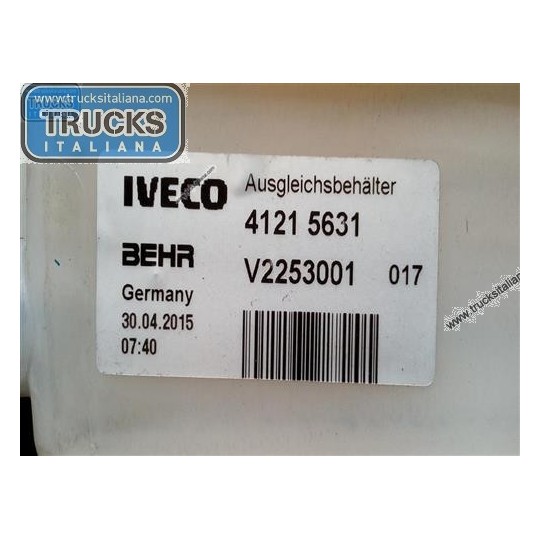 www.trucksitaliana.com
TRUCKS
ITALIANA
IVECO
Ausgleichsbehälter
4121 5631
BEHR
V2253001 017
Germany
30.04.2015
07:40
www.trucksitaliana.